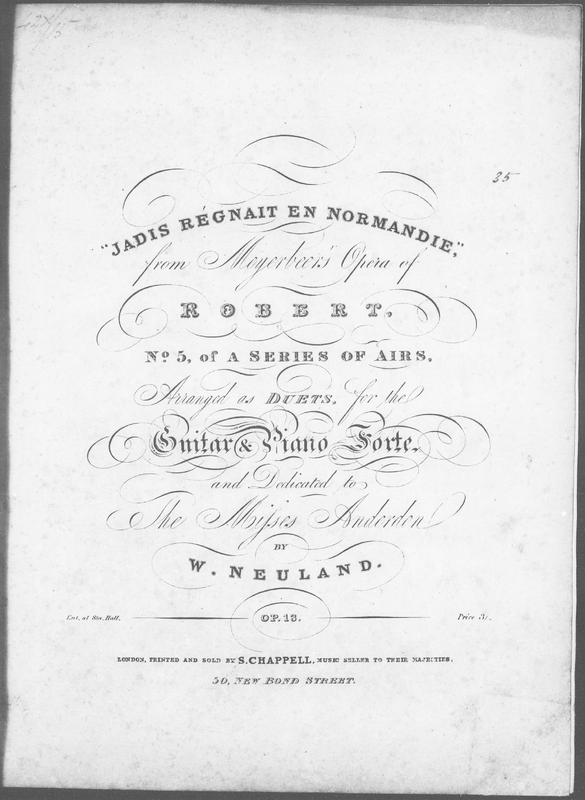 35
"JADIS RÉGNAIT EN NORMANDIE,"
from Meyerbeer's Opera of
ROBERT,
No. 5, of A SERIES OF AIRS,
Arranged as DUETS, for the
Guitar & Piano Forte,
and Dedicated to
The Misses Anderdon
BY
W. NEULAND.
Ent. at Sta. Hall.
OP. 13.
Price 3/.
LONDON, PRINTED AND SOLD BY S. CHAPPELL, MUSIC SELLER TO THEIR MAJESTIES,
50, NEW BOND STREET.